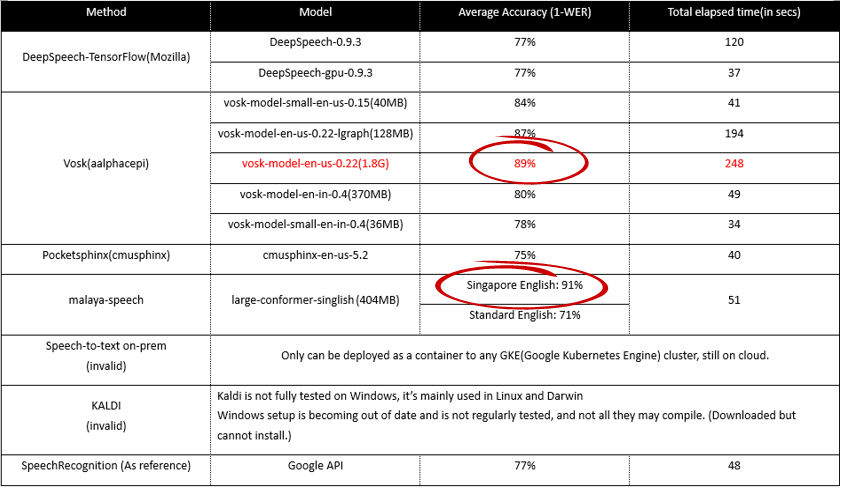 Method Model Average Accuracy (1-WER) Total elapsed time(in secs)
DeepSpeech-TensorFlow(Mozilla)
DeepSpeech-0.9.3 77% 120
DeepSpeech-gpu-0.9.3 77% 37
Vosk(aalphacepi)
vosk-model-small-en-us-0.15(40MB) 84% 41
vosk-model-en-us-0.22-lgraph(128MB) 87% 194
vosk-model-en-us-0.22(1.8G) 89% 248
vosk-model-en-in-0.4(370MB) 80% 49
vosk-model-small-en-in-0.4(36MB) 78% 34
Pocketsphinx(cmusphinx) cmusphinx-en-us-5.2 75% 40
malaya-speech large-conformer-singlish(404MB)
Singapore English: 91%
Standard English: 71%
51
Speech-to-text on-prem
(invalid)
Only can be deployed as a container to any GKE(Google Kubernetes Engine) cluster, still on cloud.
KALDI
(invalid)
Kaldi is not fully tested on Windows, it's mainly used in Linux and Darwin
Windows setup is becoming out of date and is not regularly tested, and not all they may compile. (Downloaded but
cannot install.)
SpeechRecognition (As reference) Google API 77% 48